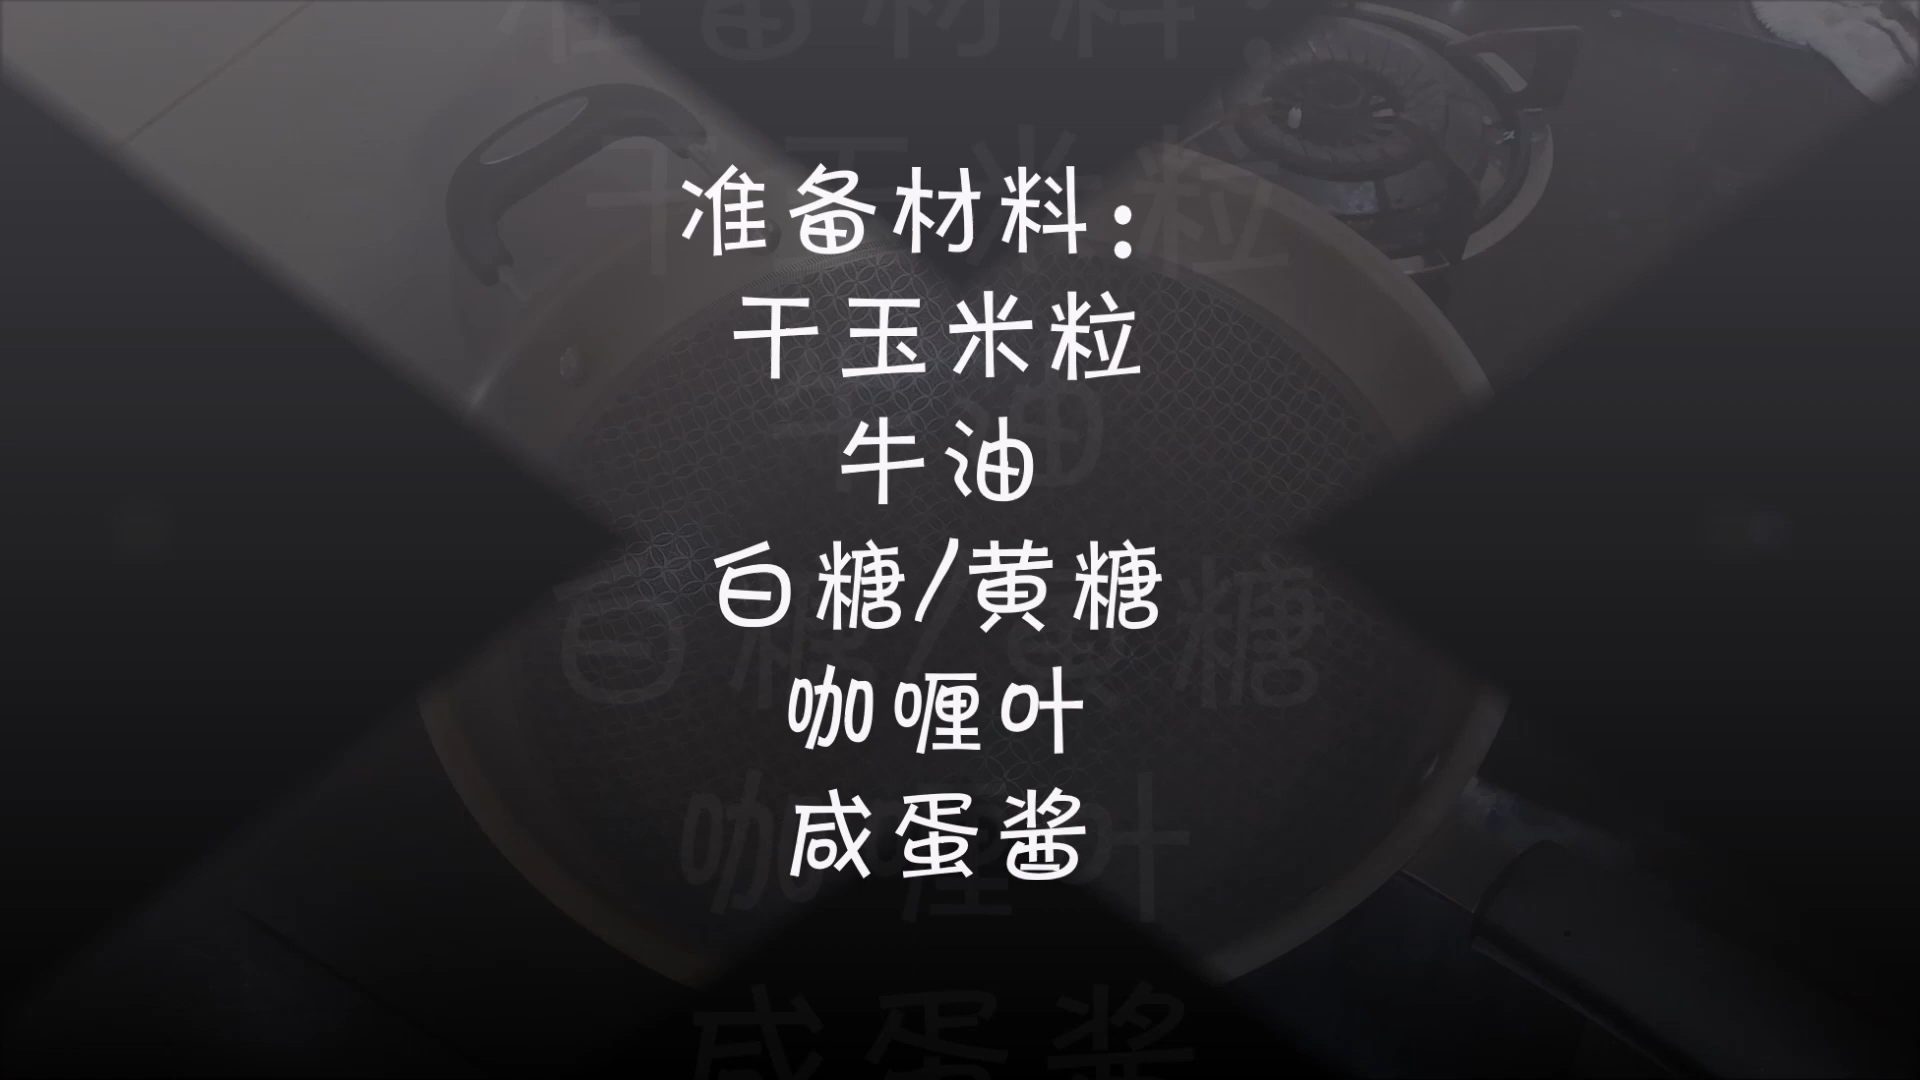 准备材料：
干玉米粒
牛油
白糖/黄糖
咖喱叶
咸蛋酱